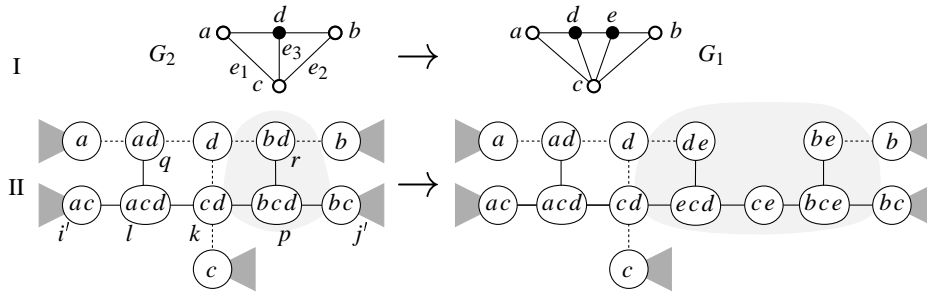 d d e
a b a b
I G₂ e₃ → G₁
e₁ e₂
c c
a ad d bd b a ad d de be b
q r
II →
ac acd cd bcd bc ac acd cd ecd ce bce bc
i' l k p j'
c c